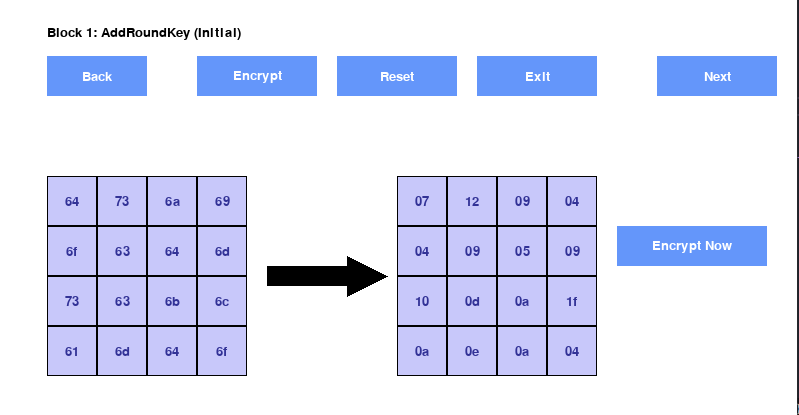 Block 1: AddRoundKey (Initial)
Back Encrypt Reset Exit Next
64 73 6a 69 07 12 09 04
6f 63 64 6d 04 09 05 09
Encrypt Now
73 63 6b 6c 10 0d 0a 1f
61 6d 64 6f 0a 0e 0a 04